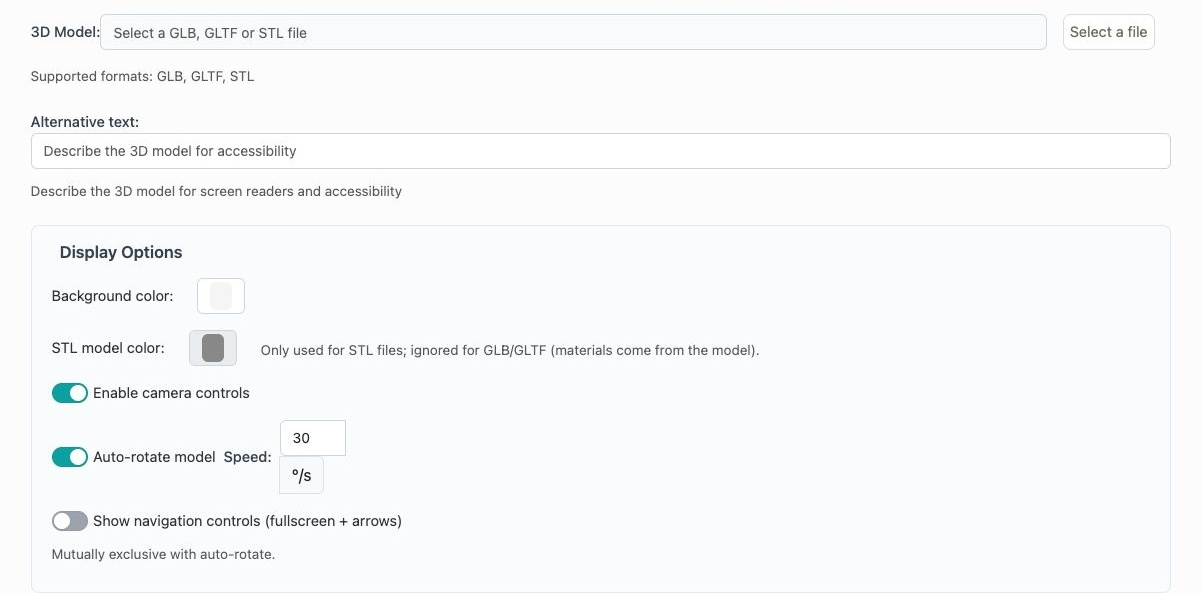 3D Model: Select a GLB, GLTF or STL file Select a file
Supported formats: GLB, GLTF, STL
Alternative text:
Describe the 3D model for accessibility
Describe the 3D model for screen readers and accessibility
Display Options
Background color:
STL model color: Only used for STL files; ignored for GLB/GLTF (materials come from the model).
Enable camera controls
Auto-rotate model Speed: 30
°/s
Show navigation controls (fullscreen + arrows)
Mutually exclusive with auto-rotate.